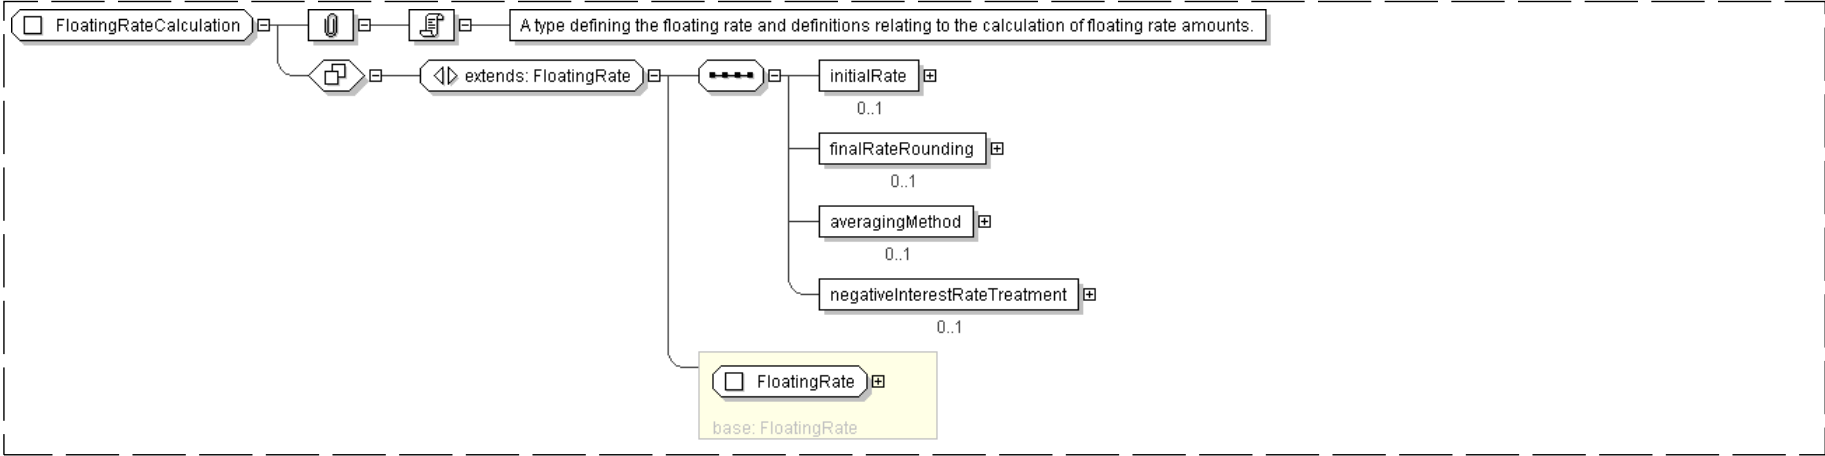 FloatingRateCalculation
A type defining the floating rate and definitions relating to the calculation of floating rate amounts.
extends: FloatingRate
initialRate
0..1
finalRateRounding
0..1
averagingMethod
0..1
negativeInterestRateTreatment
0..1
FloatingRate
base: FloatingRate